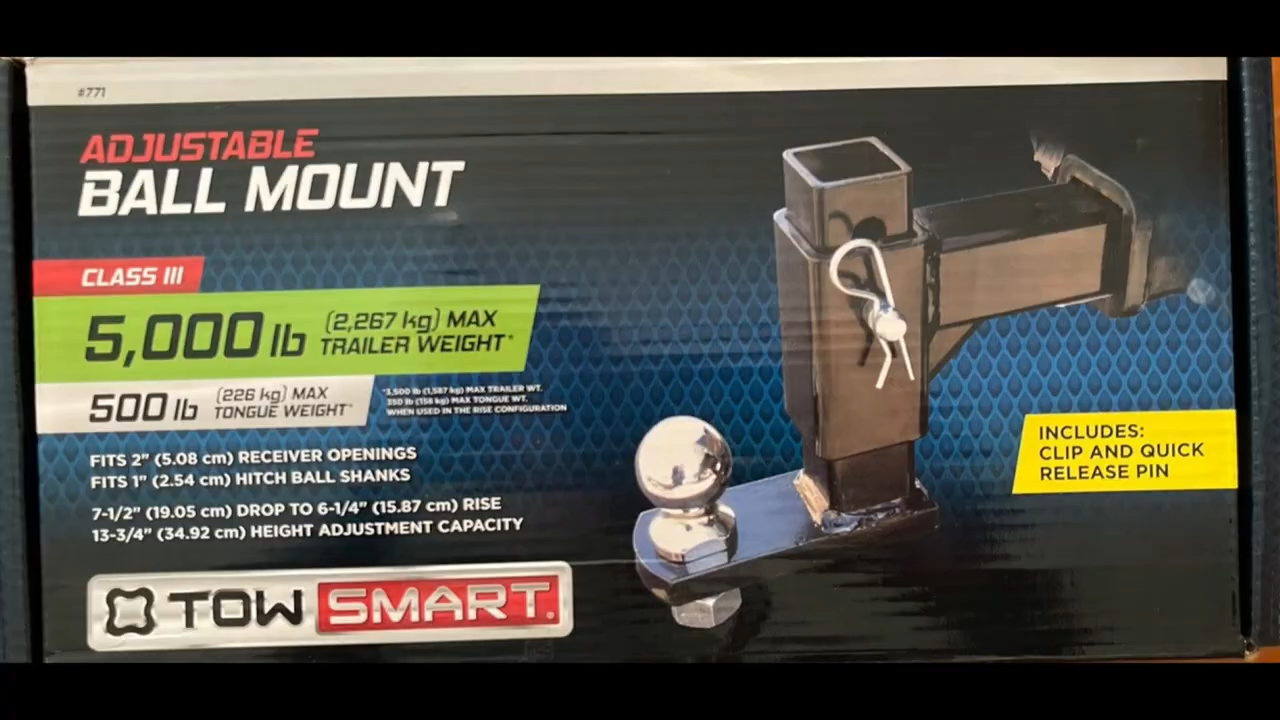 #771
ADJUSTABLE
BALL MOUNT
CLASS III
5,000 lb (2,267 kg) MAX
TRAILER WEIGHT*
500 lb (226 kg) MAX
TONGUE WEIGHT*
*3,500 lb (1,587 kg) MAX TRAILER WT.
350 lb (158 kg) MAX TONGUE WT.
WHEN USED IN THE RISE CONFIGURATION
FITS 2" (5.08 cm) RECEIVER OPENINGS
FITS 1" (2.54 cm) HITCH BALL SHANKS
7-1/2" (19.05 cm) DROP TO 6-1/4" (15.87 cm) RISE
13-3/4" (34.92 cm) HEIGHT ADJUSTMENT CAPACITY
INCLUDES:
CLIP AND QUICK
RELEASE PIN
TOW SMART.